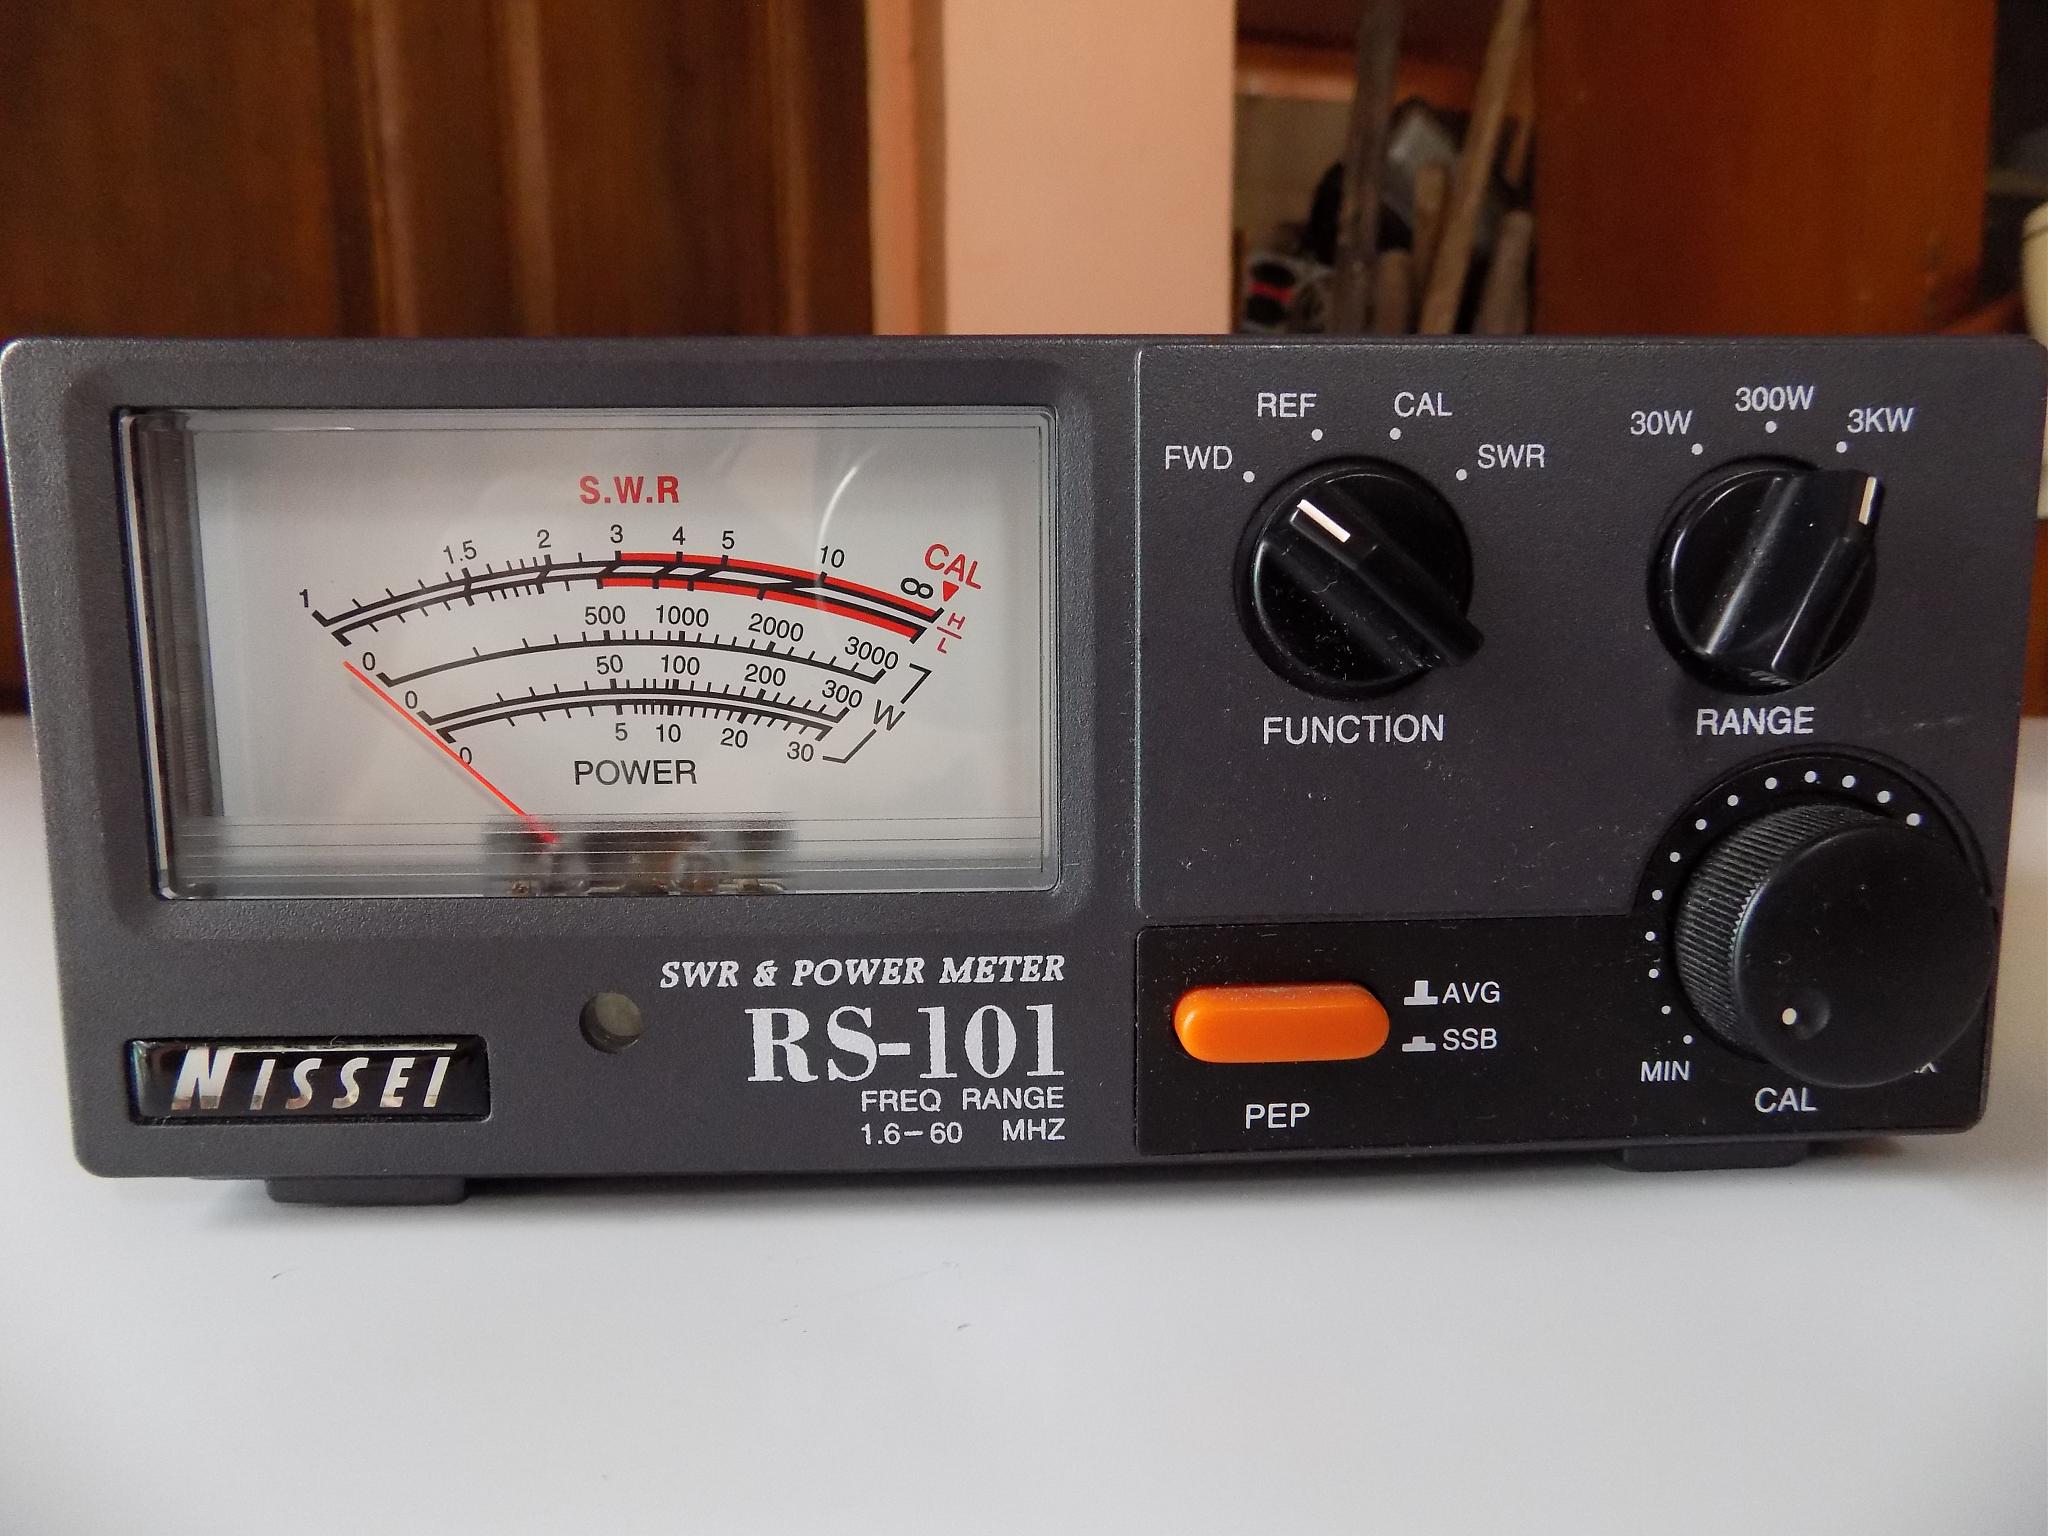 S.W.R
1 1.5 2 3 4 5 10 ∞ CAL
H
L
0 500 1000 2000 3000
0 50 100 200 300
W
0 5 10 20 30
POWER
SWR & POWER METER
RS-101
FREQ RANGE
1.6-60 MHZ
NISSEI
FWD REF CAL SWR
FUNCTION
30W 300W 3KW
RANGE
AVG
SSB
PEP
MIN
CAL